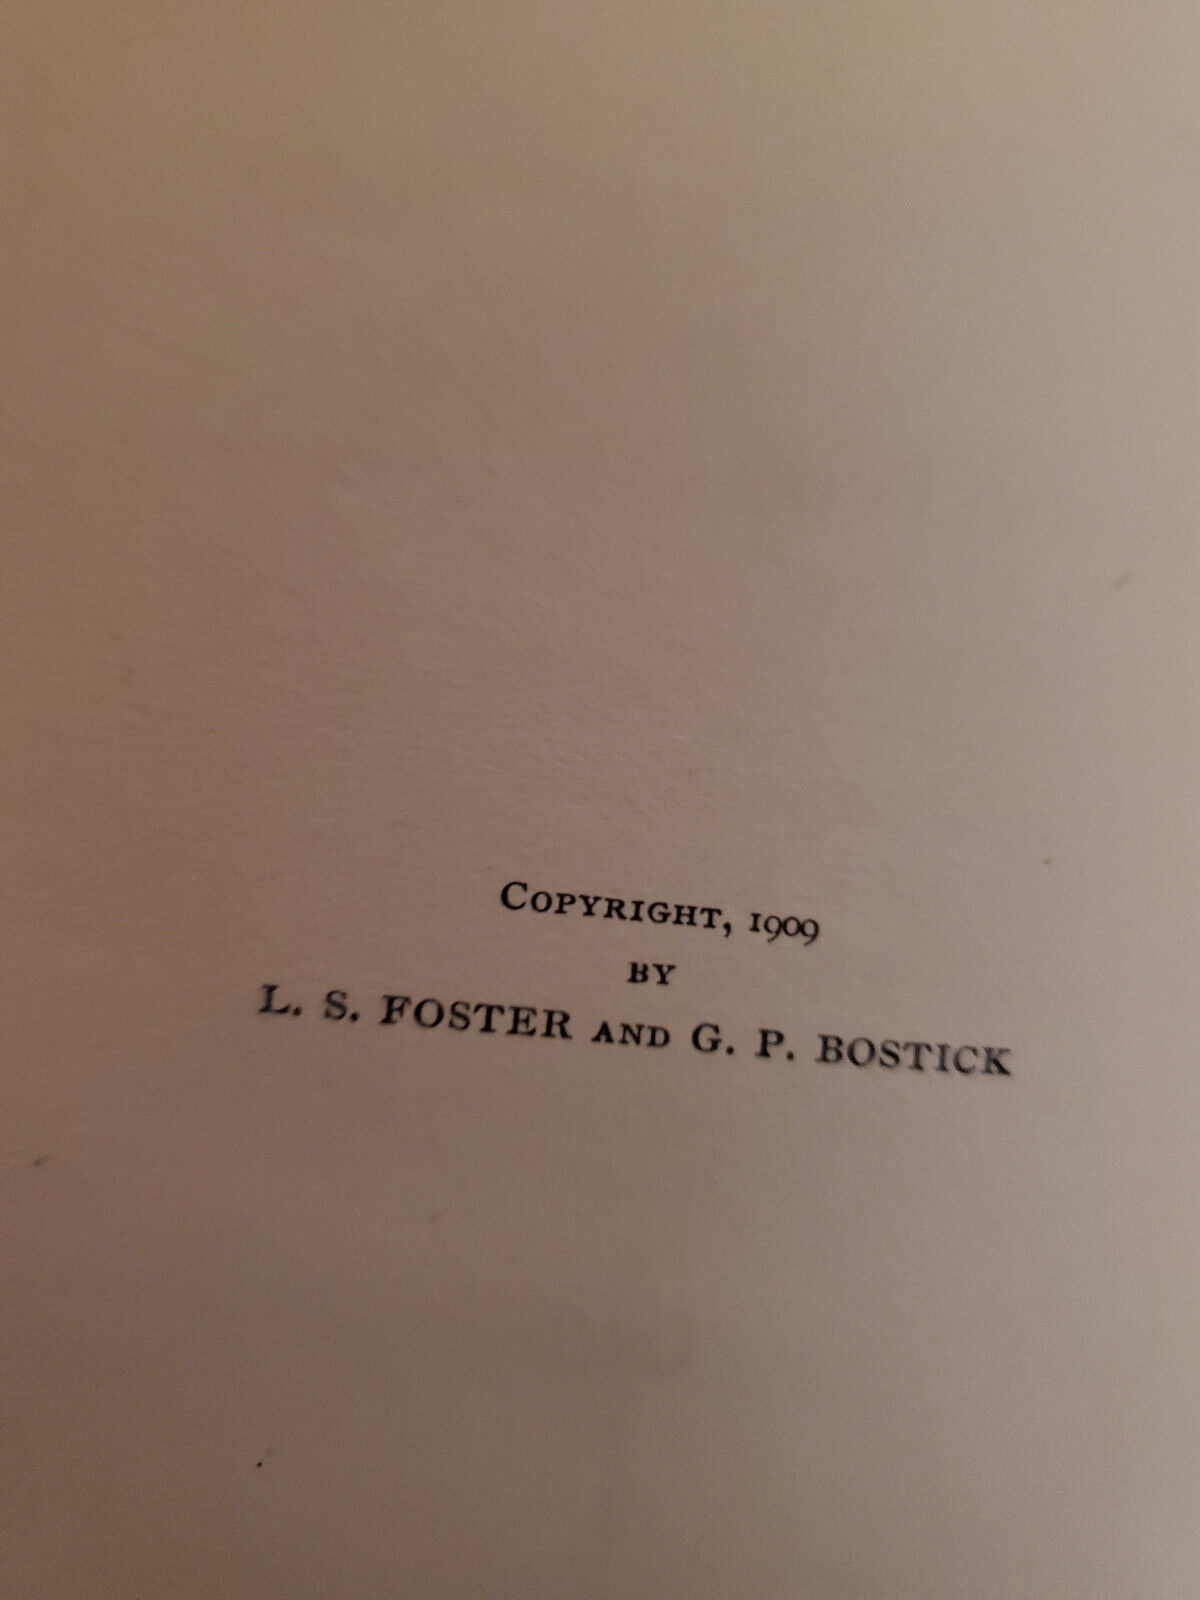 COPYRIGHT, 1909
BY
L. S. FOSTER AND G. P. BOSTICK